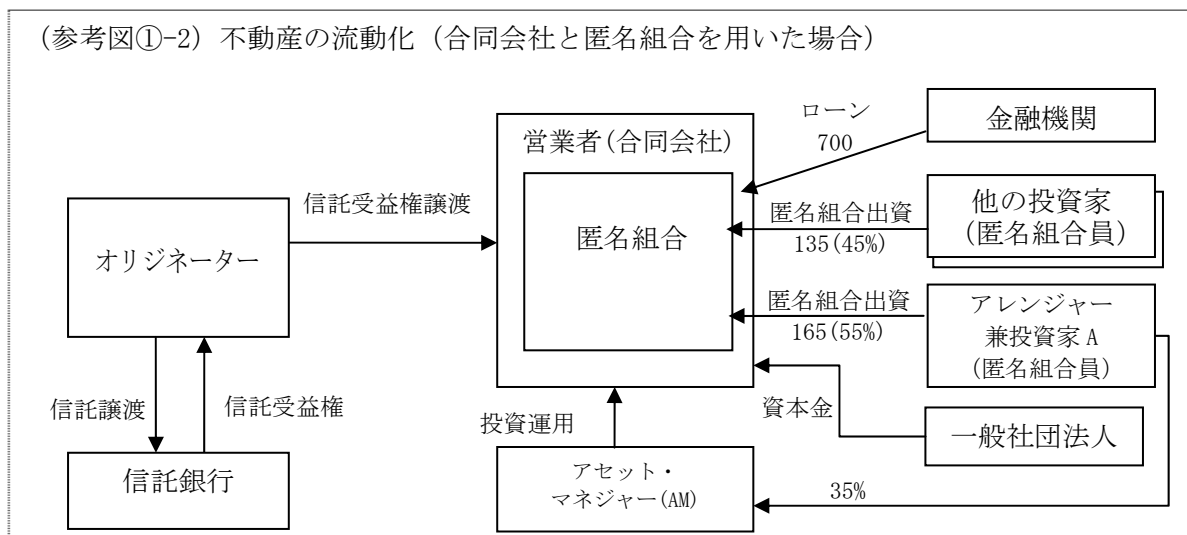 (参考図①-2) 不動産の流動化 (合同会社と匿名組合を用いた場合)
ローン
700
金融機関
営業者(合同会社)
信託受益権譲渡
匿名組合
匿名組合出資
135(45%)
他の投資家
(匿名組合員)
オリジネーター
匿名組合出資
165(55%)
アレンジャー
兼投資家 A
(匿名組合員)
信託譲渡
信託受益権
投資運用
資本金
一般社団法人
信託銀行
アセット・
マネジャー(AM)
35%